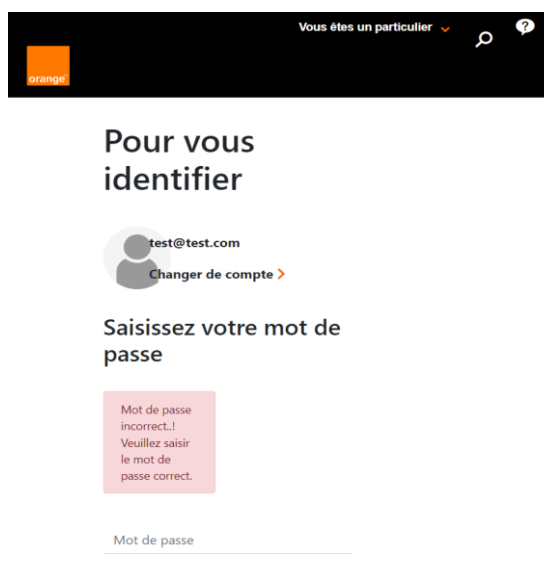 Vous êtes un particulier
?
orange™
Pour vous
identifier
test@test.com
Changer de compte >
Saisissez votre mot de
passe
Mot de passe
incorrect..!
Veuillez saisir
le mot de
passe correct.
Mot de passe